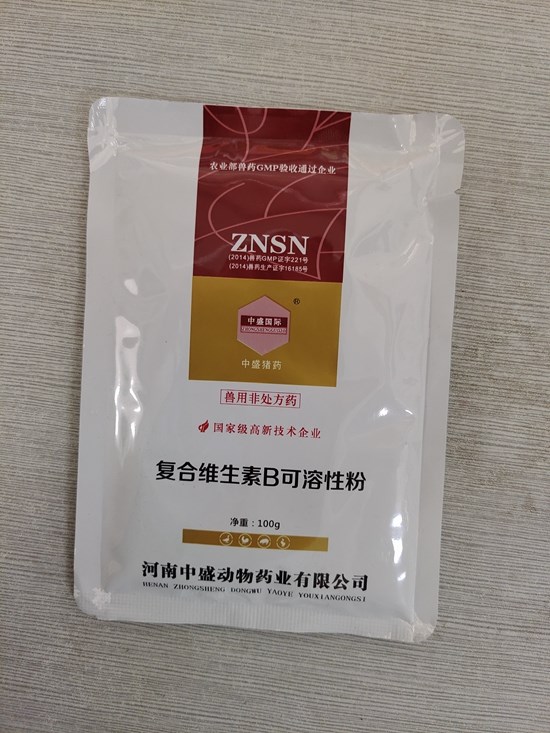 农业部兽药GMP验收通过企业
ZNSN
(2014)兽药GMP证字221号
(2014)兽药生产证字16185号
®
中盛国际
ZHONGSHENGGUOJI
中盛猪药
兽用非处方药
国家级高新技术企业
复合维生素B可溶性粉
净重：100g
河南中盛动物药业有限公司
HENAN ZHONGSHENG DONGWU YAOYE YOUXIANGONGSI